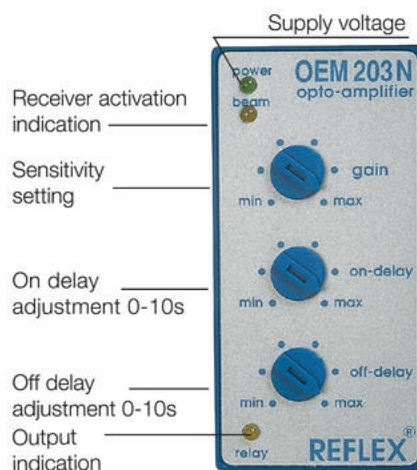 Supply voltage
power
OEM 203 N
opto-amplifier
beam
Receiver activation
indication
Sensitivity
setting
gain
min
max
On delay
adjustment 0-10s
on-delay
min
max
Off delay
adjustment 0-10s
off-delay
min
max
Output
indication
relay
REFLEX®